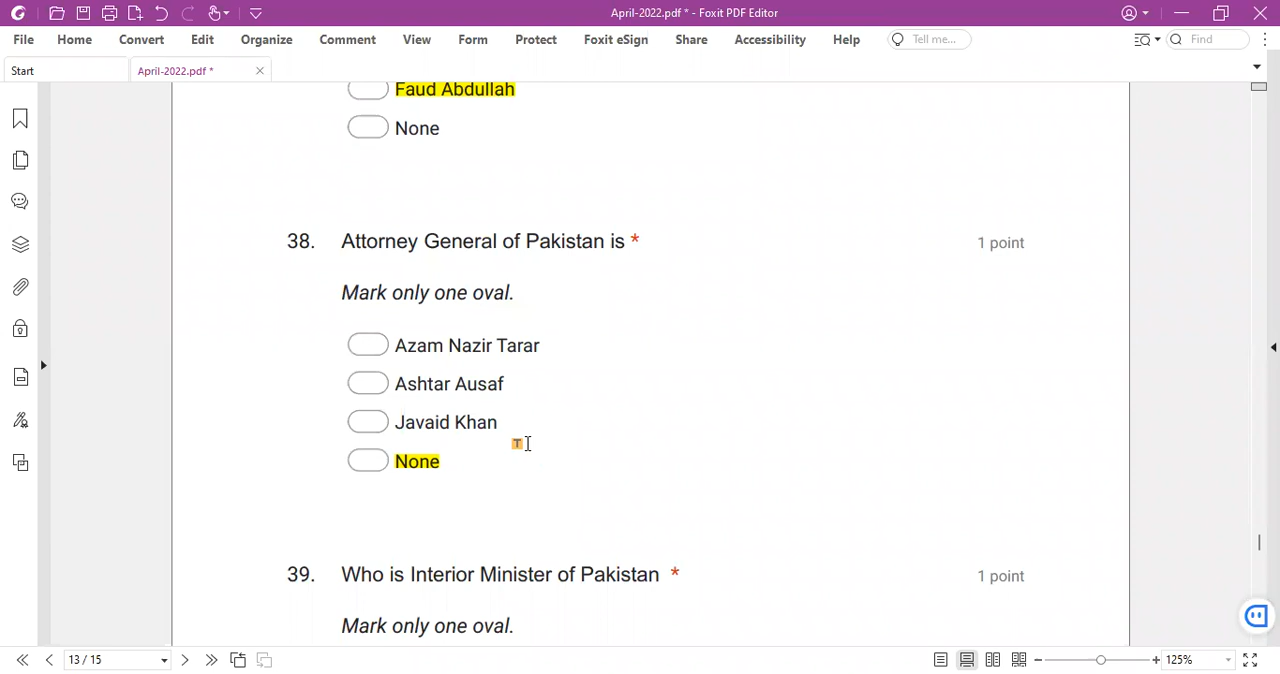 April-2022.pdf * - Foxit PDF Editor
File Home Convert Edit Organize Comment View Form Protect Foxit eSign Share Accessibility Help Tell me... Find
Start April-2022.pdf *
Faud Abdullah
None
38. Attorney General of Pakistan is * 1 point
Mark only one oval.
Azam Nazir Tarar
Ashtar Ausaf
Javaid Khan
T
None
39. Who is Interior Minister of Pakistan * 1 point
Mark only one oval.
13 / 15 125%